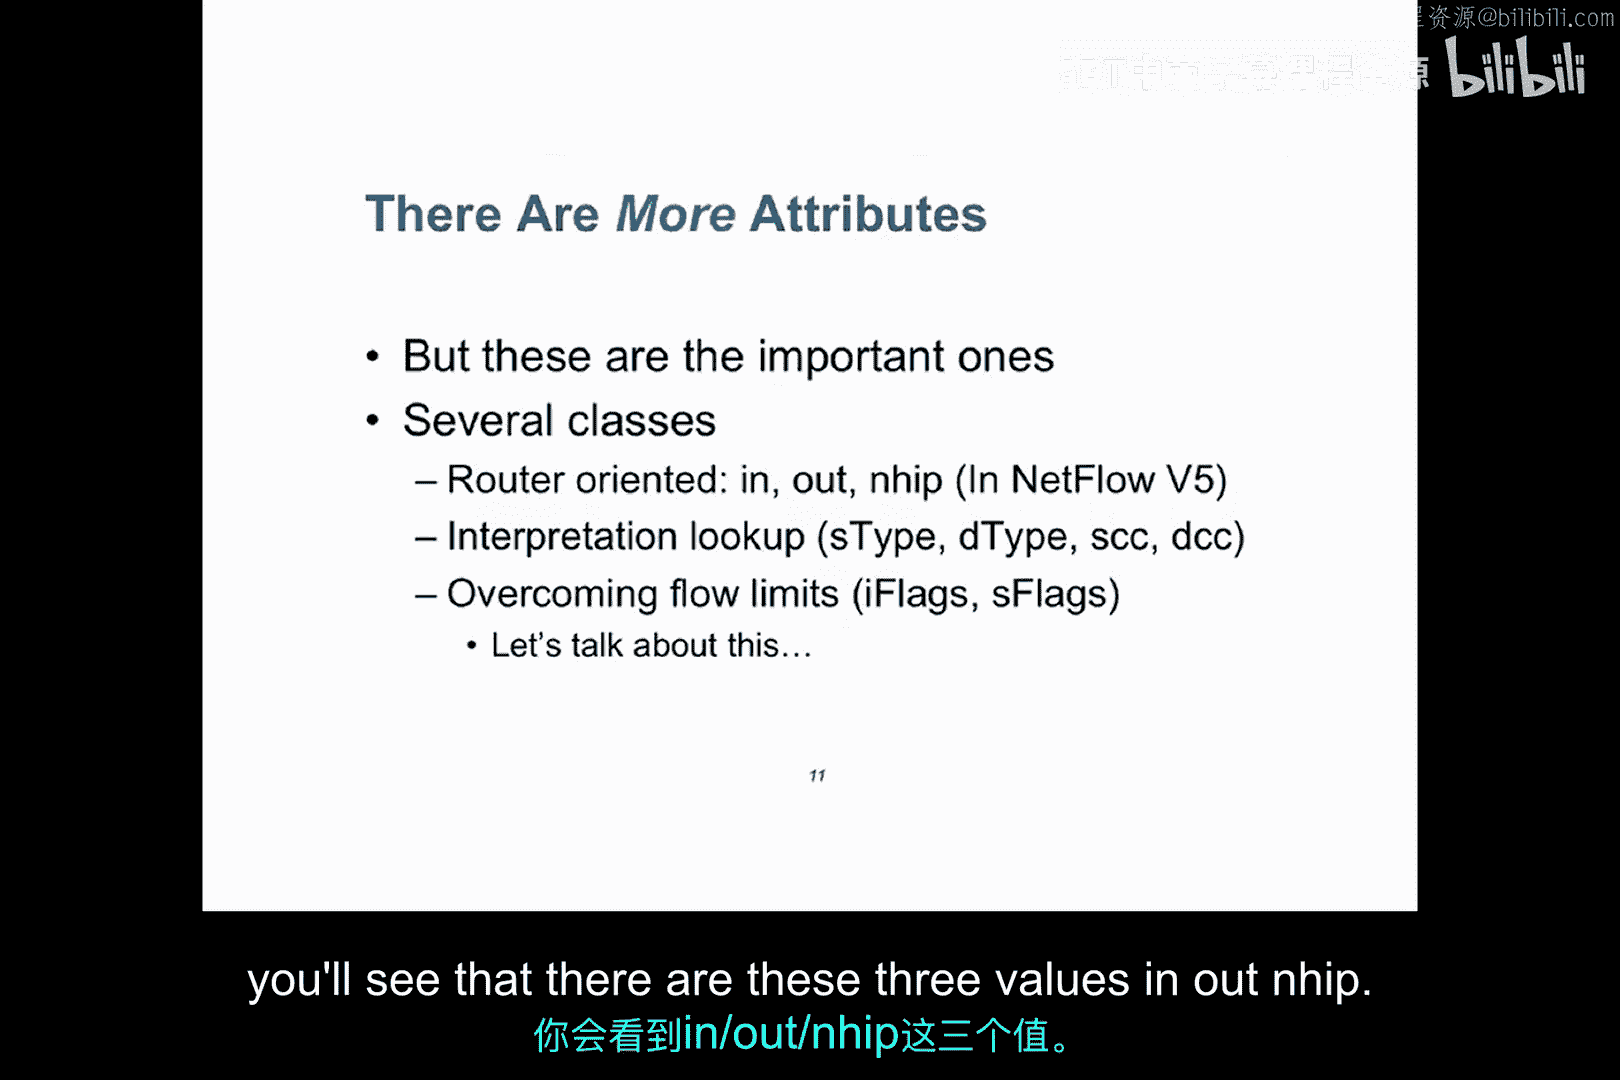 资源@bilibili.com
bilibili
There Are More Attributes
• But these are the important ones
• Several classes
– Router oriented: in, out, nhip (In NetFlow V5)
– Interpretation lookup (sType, dType, scc, dcc)
– Overcoming flow limits (iFlags, sFlags)
• Let's talk about this…
11
you'll see that there are these three values in out nhip.
你会看到in/out/nhip这三个值。